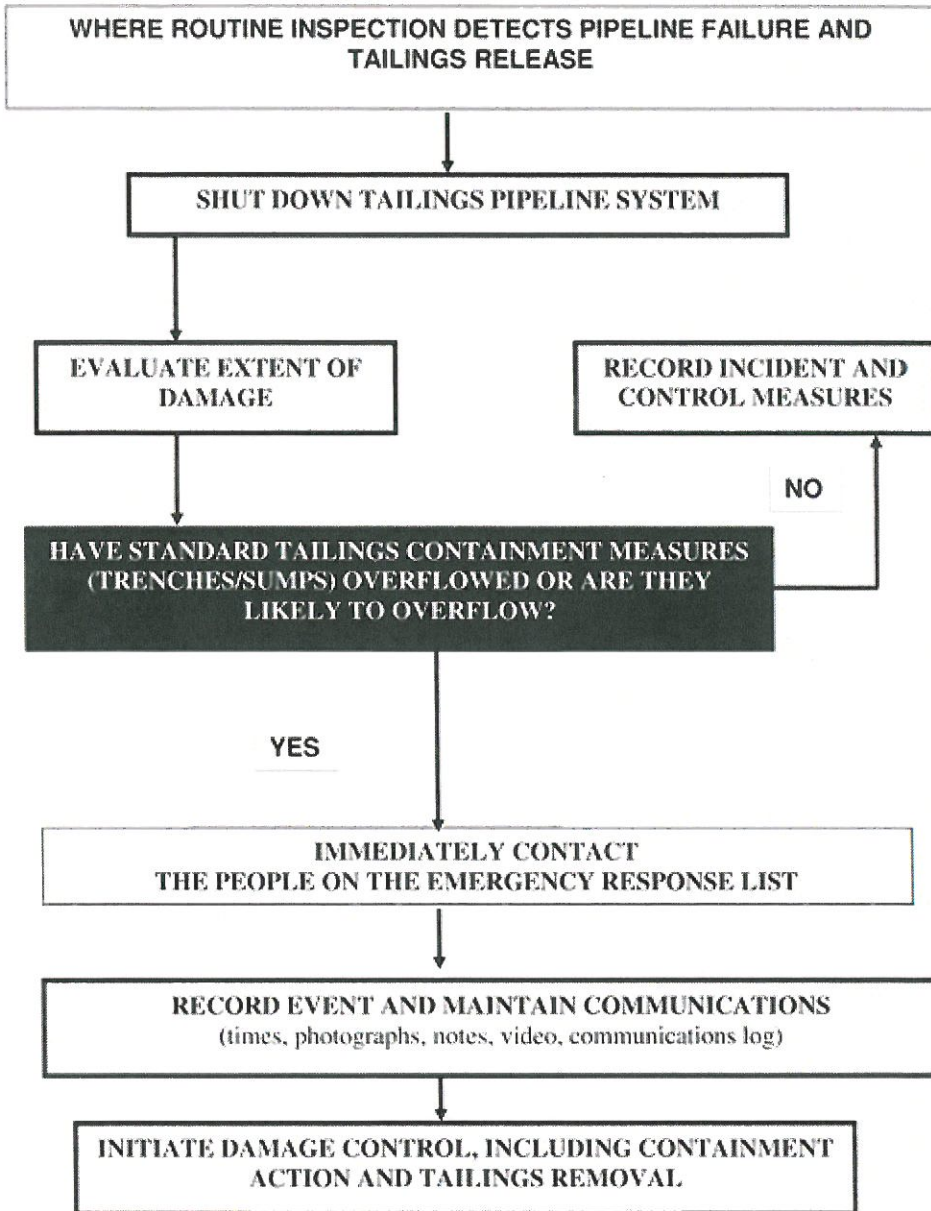 WHERE ROUTINE INSPECTION DETECTS PIPELINE FAILURE AND
TAILINGS RELEASE
SHUT DOWN TAILINGS PIPELINE SYSTEM
EVALUATE EXTENT OF
DAMAGE
RECORD INCIDENT AND
CONTROL MEASURES
NO
HAVE STANDARD TAILINGS CONTAINMENT MEASURES
(TRENCHES/SUMPS) OVERFLOWED OR ARE THEY
LIKELY TO OVERFLOW?
YES
IMMEDIATELY CONTACT
THE PEOPLE ON THE EMERGENCY RESPONSE LIST
RECORD EVENT AND MAINTAIN COMMUNICATIONS
(times, photographs, notes, video, communications log)
INITIATE DAMAGE CONTROL, INCLUDING CONTAINMENT
ACTION AND TAILINGS REMOVAL